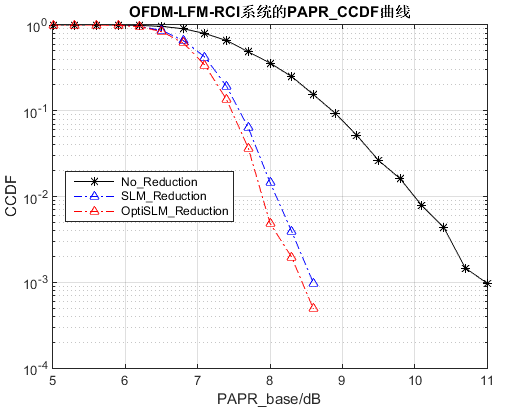 OFDM-LFM-RCI系统的PAPR_CCDF曲线
10^0
10^-1
10^-2
10^-3
10^-4
CCDF
No_Reduction
SLM_Reduction
OptiSLM_Reduction
5 6 7 8 9 10 11
PAPR_base/dB